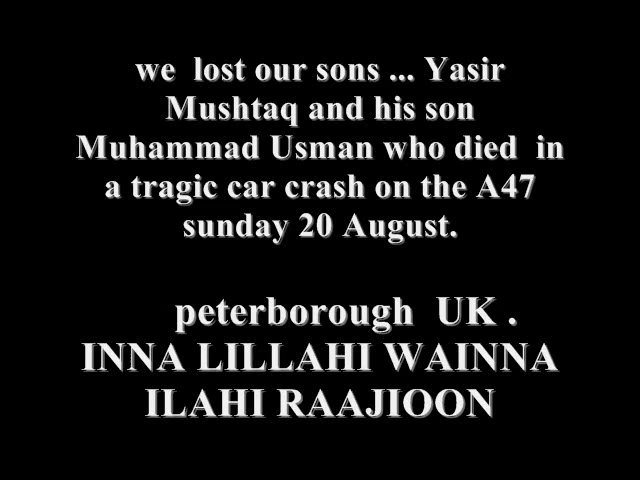 we lost our sons ... Yasir
Mushtaq and his son
Muhammad Usman who died in
a tragic car crash on the A47
sunday 20 August.
peterborough UK .
INNA LILLAHI WAINNA
ILAHI RAAJIOON